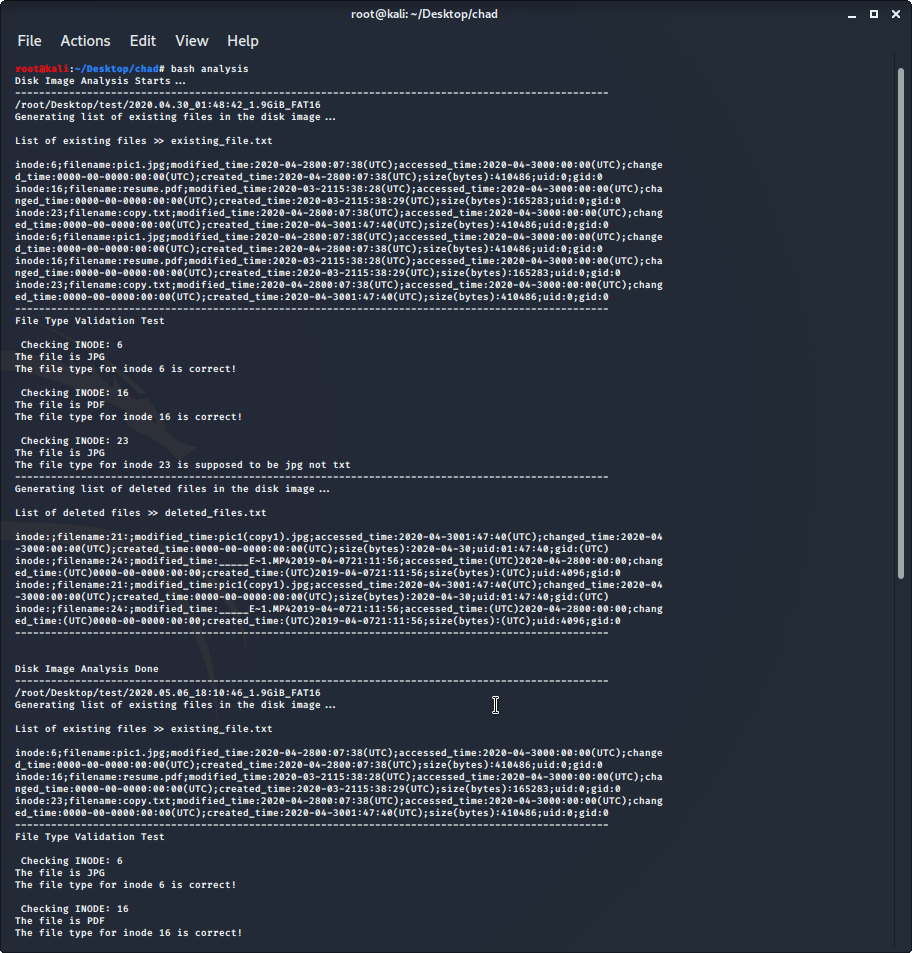 root@kali: ~/Desktop/chad
File Actions Edit View Help
root@kali:~/Desktop/chad# bash analysis
Disk Image Analysis Starts ...
---------------------------------------------------------------------------------------------------
/root/Desktop/test/2020.04.30_01:48:42_1.9GiB_FAT16
Generating list of existing files in the disk image ...
List of existing files >> existing_file.txt
inode:6;filename:pic1.jpg;modified_time:2020-04-2800:07:38(UTC);accessed_time:2020-04-3000:00:00(UTC);change
d_time:0000-00-0000:00:00(UTC);created_time:2020-04-2800:07:38(UTC);size(bytes):410486;uid:0;gid:0
inode:16;filename:resume.pdf;modified_time:2020-03-2115:38:28(UTC);accessed_time:2020-04-3000:00:00(UTC);cha
nged_time:0000-00-0000:00:00(UTC);created_time:2020-03-2115:38:29(UTC);size(bytes):165283;uid:0;gid:0
inode:23;filename:copy.txt;modified_time:2020-04-2800:07:38(UTC);accessed_time:2020-04-3000:00:00(UTC);chang
ed_time:0000-00-0000:00:00(UTC);created_time:2020-04-3001:47:40(UTC);size(bytes):410486;uid:0;gid:0
inode:6;filename:pic1.jpg;modified_time:2020-04-2800:07:38(UTC);accessed_time:2020-04-3000:00:00(UTC);change
d_time:0000-00-0000:00:00(UTC);created_time:2020-04-2800:07:38(UTC);size(bytes):410486;uid:0;gid:0
inode:16;filename:resume.pdf;modified_time:2020-03-2115:38:28(UTC);accessed_time:2020-04-3000:00:00(UTC);cha
nged_time:0000-00-0000:00:00(UTC);created_time:2020-03-2115:38:29(UTC);size(bytes):165283;uid:0;gid:0
inode:23;filename:copy.txt;modified_time:2020-04-2800:07:38(UTC);accessed_time:2020-04-3000:00:00(UTC);chang
ed_time:0000-00-0000:00:00(UTC);created_time:2020-04-3001:47:40(UTC);size(bytes):410486;uid:0;gid:0
---------------------------------------------------------------------------------------------------
File Type Validation Test
Checking INODE: 6
The file is JPG
The file type for inode 6 is correct!
Checking INODE: 16
The file is PDF
The file type for inode 16 is correct!
Checking INODE: 23
The file is JPG
The file type for inode 23 is supposed to be jpg not txt
---------------------------------------------------------------------------------------------------
Generating list of deleted files in the disk image ...
List of deleted files >> deleted_files.txt
inode:;filename:21:;modified_time:pic1(copy1).jpg;accessed_time:2020-04-3001:47:40(UTC);changed_time:2020-04
-3000:00:00(UTC);created_time:0000-00-0000:00:00(UTC);size(bytes):2020-04-30;uid:01:47:40;gid:(UTC)
inode:;filename:24:;modified_time:_____E~1.MP42019-04-0721:11:56;accessed_time:(UTC)2020-04-2800:00:00;chang
ed_time:(UTC)0000-00-0000:00:00;created_time:(UTC)2019-04-0721:11:56;size(bytes):(UTC);uid:4096;gid:0
inode:;filename:21:;modified_time:pic1(copy1).jpg;accessed_time:2020-04-3001:47:40(UTC);changed_time:2020-04
-3000:00:00(UTC);created_time:0000-00-0000:00:00(UTC);size(bytes):2020-04-30;uid:01:47:40;gid:(UTC)
inode:;filename:24:;modified_time:_____E~1.MP42019-04-0721:11:56;accessed_time:(UTC)2020-04-2800:00:00;chang
ed_time:(UTC)0000-00-0000:00:00;created_time:(UTC)2019-04-0721:11:56;size(bytes):(UTC);uid:4096;gid:0
---------------------------------------------------------------------------------------------------
Disk Image Analysis Done
---------------------------------------------------------------------------------------------------
/root/Desktop/test/2020.05.06_18:10:46_1.9GiB_FAT16
Generating list of existing files in the disk image ...
List of existing files >> existing_file.txt
inode:6;filename:pic1.jpg;modified_time:2020-04-2800:07:38(UTC);accessed_time:2020-04-3000:00:00(UTC);change
d_time:0000-00-0000:00:00(UTC);created_time:2020-04-2800:07:38(UTC);size(bytes):410486;uid:0;gid:0
inode:16;filename:resume.pdf;modified_time:2020-03-2115:38:28(UTC);accessed_time:2020-04-3000:00:00(UTC);cha
nged_time:0000-00-0000:00:00(UTC);created_time:2020-03-2115:38:29(UTC);size(bytes):165283;uid:0;gid:0
inode:23;filename:copy.txt;modified_time:2020-04-2800:07:38(UTC);accessed_time:2020-04-3000:00:00(UTC);chang
ed_time:0000-00-0000:00:00(UTC);created_time:2020-04-3001:47:40(UTC);size(bytes):410486;uid:0;gid:0
---------------------------------------------------------------------------------------------------
File Type Validation Test
Checking INODE: 6
The file is JPG
The file type for inode 6 is correct!
Checking INODE: 16
The file is PDF
The file type for inode 16 is correct!